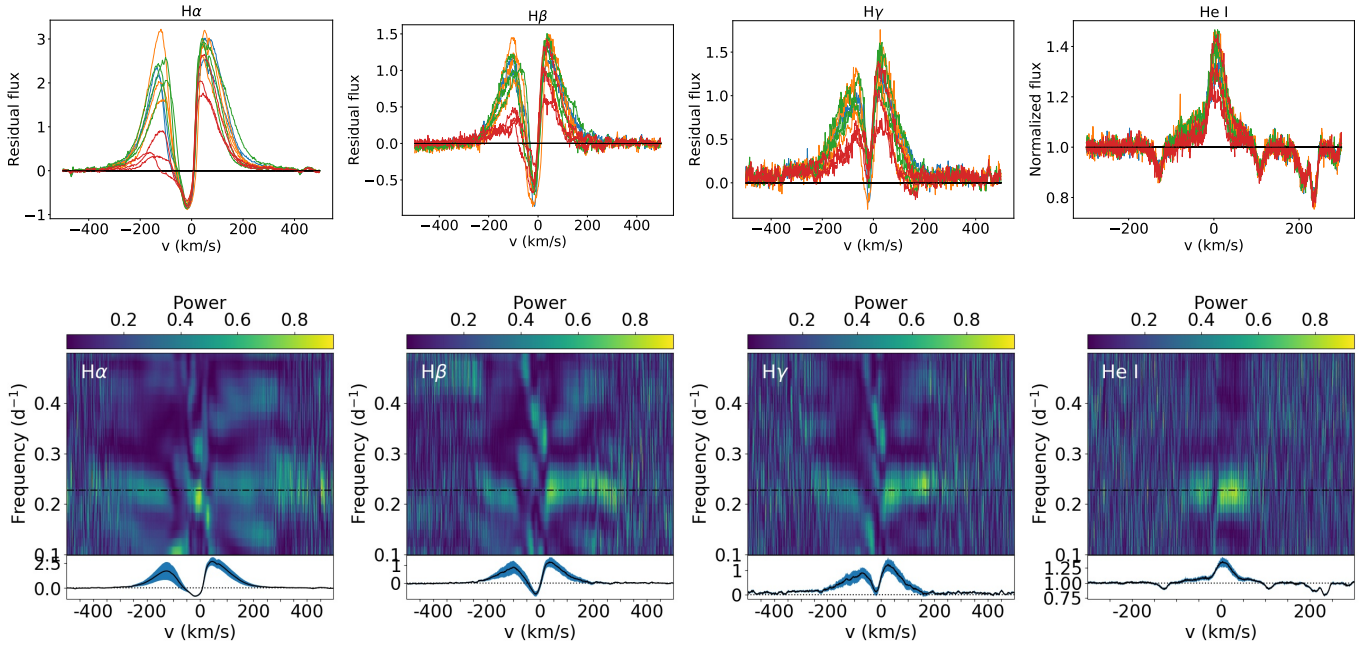 Hα
Residual flux
3
2
1
0
−1
−400 −200 0 200 400
v (km/s)
Hβ
Residual flux
1.5
1.0
0.5
0.0
−0.5
−400 −200 0 200 400
v (km/s)
Hγ
Residual flux
1.5
1.0
0.5
0.0
−400 −200 0 200 400
v (km/s)
He I
Normalized flux
1.4
1.2
1.0
0.8
−200 0 200
v (km/s)
Power
0.2 0.4 0.6 0.8
Hα
Frequency (d⁻¹)
0.4
0.3
0.2
0.1
2.5
0.0
-400 -200 0 200 400
v (km/s)
Power
0.2 0.4 0.6 0.8
Hβ
Frequency (d⁻¹)
0.4
0.3
0.2
0.1
1
0
-400 -200 0 200 400
v (km/s)
Power
0.2 0.4 0.6 0.8
Hγ
Frequency (d⁻¹)
0.4
0.3
0.2
0.1
1
0
-400 -200 0 200 400
v (km/s)
Power
0.2 0.4 0.6 0.8
He I
Frequency (d⁻¹)
0.4
0.3
0.2
0.1
1.25
1.00
0.75
-200 0 200
v (km/s)